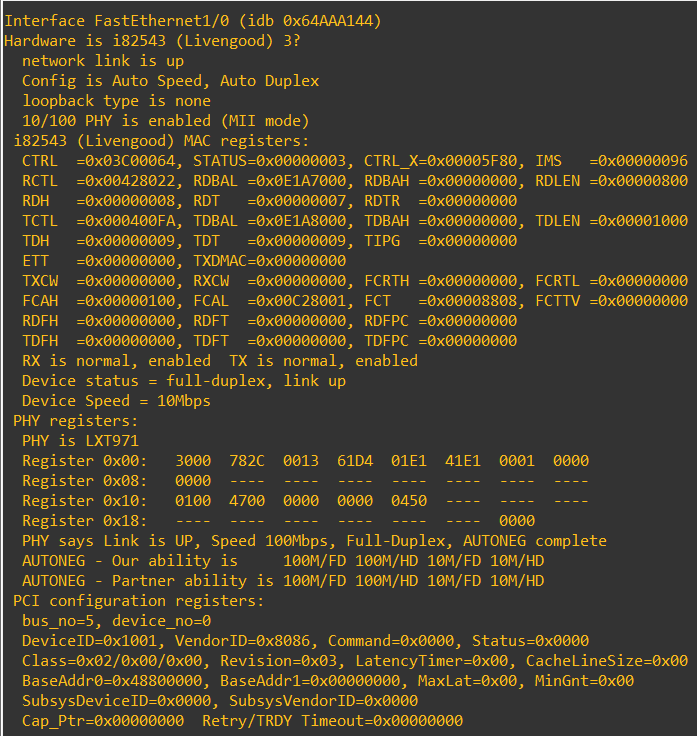 Interface FastEthernet1/0 (idb 0x64AAA144)
Hardware is i82543 (Livengood) 3?
  network link is up
  Config is Auto Speed, Auto Duplex
  loopback type is none
  10/100 PHY is enabled (MII mode)
 i82543 (Livengood) MAC registers:
  CTRL  =0x03C00064, STATUS=0x00000003, CTRL_X=0x00005F80, IMS   =0x00000096
  RCTL  =0x00428022, RDBAL =0x0E1A7000, RDBAH =0x00000000, RDLEN =0x00000800
  RDH   =0x00000008, RDT   =0x00000007, RDTR  =0x00000000
  TCTL  =0x000400FA, TDBAL =0x0E1A8000, TDBAH =0x00000000, TDLEN =0x00001000
  TDH   =0x00000009, TDT   =0x00000009, TIPG  =0x00000000
  ETT   =0x00000000, TXDMAC=0x00000000
  TXCW  =0x00000000, RXCW  =0x00000000, FCRTH =0x00000000, FCRTL =0x00000000
  FCAH  =0x00000100, FCAL  =0x00C28001, FCT   =0x00008808, FCTTV =0x00000000
  RDFH  =0x00000000, RDFT  =0x00000000, RDFPC =0x00000000
  TDFH  =0x00000000, TDFT  =0x00000000, TDFPC =0x00000000
  RX is normal, enabled  TX is normal, enabled
  Device status = full-duplex, link up
  Device Speed = 10Mbps
 PHY registers:
  PHY is LXT971
  Register 0x00:   3000  782C  0013  61D4  01E1  41E1  0001  0000
  Register 0x08:   0000  ----  ----  ----  ----  ----  ----  ----
  Register 0x10:   0100  4700  0000  0000  0450  ----  ----  ----
  Register 0x18:   ----  ----  ----  ----  ----  ----  0000
  PHY says Link is UP, Speed 100Mbps, Full-Duplex, AUTONEG complete
  AUTONEG - Our ability is     100M/FD 100M/HD 10M/FD 10M/HD
  AUTONEG - Partner ability is 100M/FD 100M/HD 10M/FD 10M/HD
 PCI configuration registers:
  bus_no=5, device_no=0
  DeviceID=0x1001, VendorID=0x8086, Command=0x0000, Status=0x0000
  Class=0x02/0x00/0x00, Revision=0x03, LatencyTimer=0x00, CacheLineSize=0x00
  BaseAddr0=0x48800000, BaseAddr1=0x00000000, MaxLat=0x00, MinGnt=0x00
  SubsysDeviceID=0x0000, SubsysVendorID=0x0000
  Cap_Ptr=0x00000000  Retry/TRDY Timeout=0x00000000